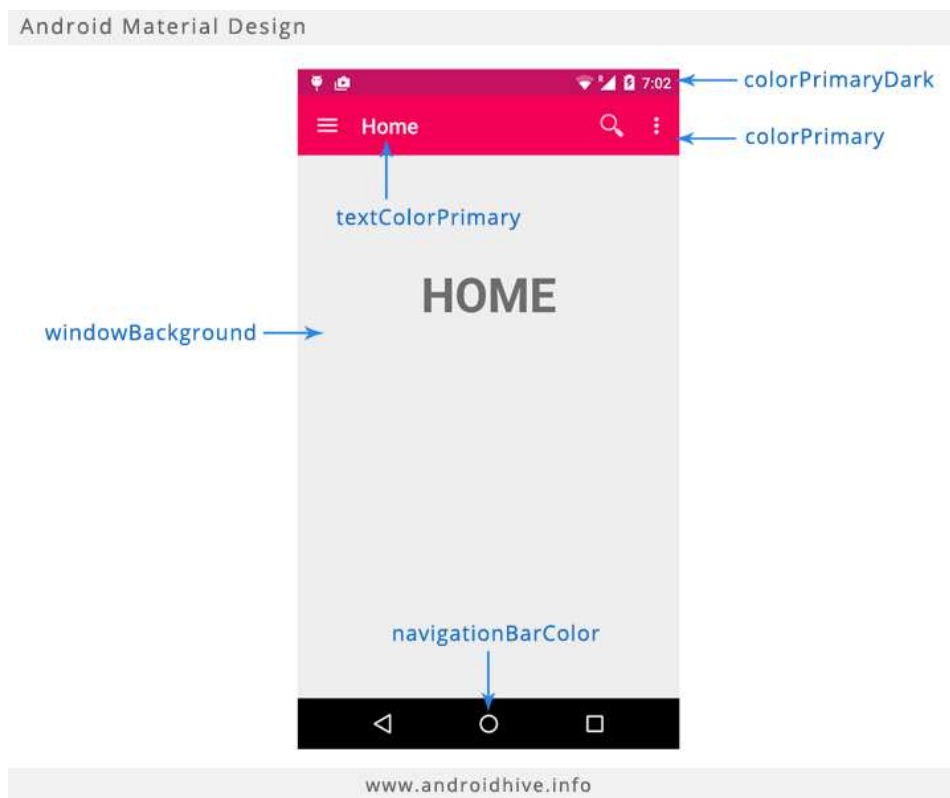 Android Material Design
7:02
colorPrimaryDark
Home
colorPrimary
textColorPrimary
HOME
windowBackground
navigationBarColor
www.androidhive.info